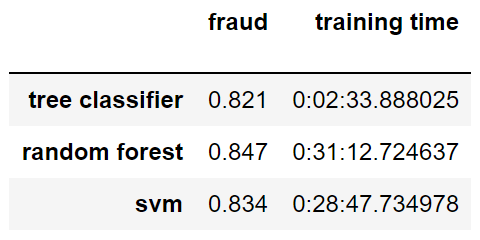 fraud training time
tree classifier 0.821 0:02:33.888025
random forest 0.847 0:31:12.724637
svm 0.834 0:28:47.734978